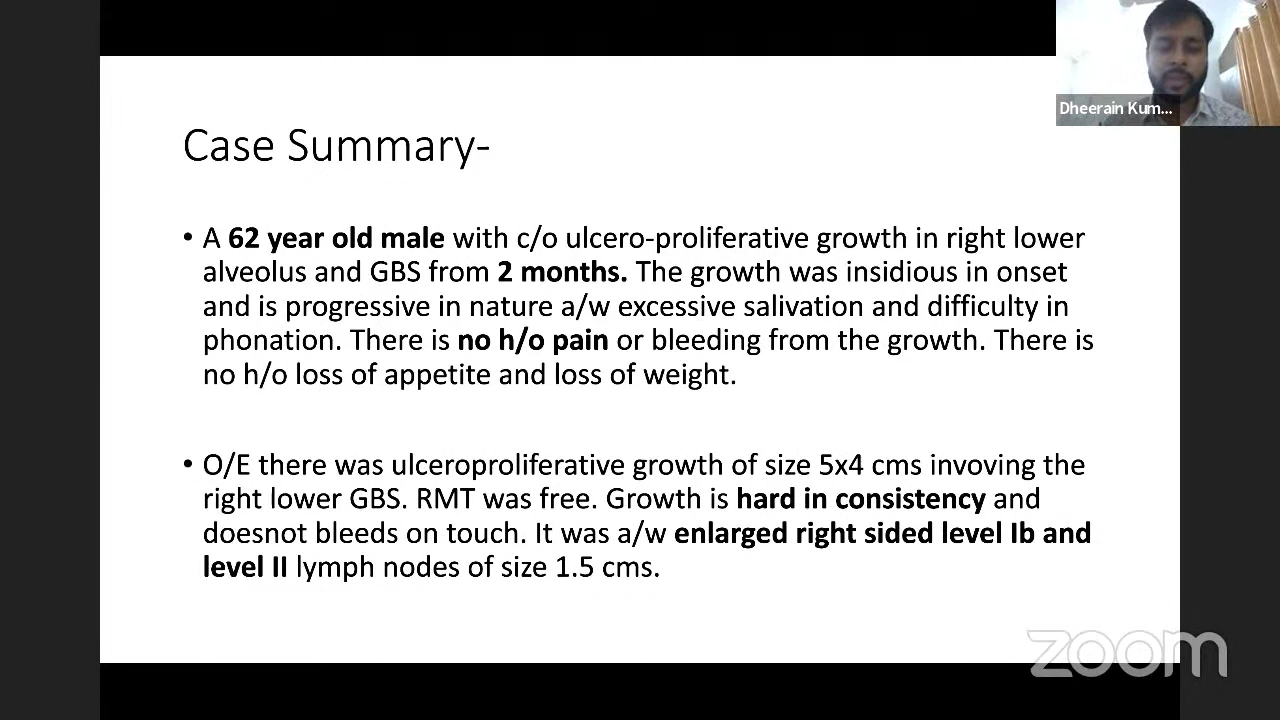 Dheerain Kum...
Case Summary-
• A 62 year old male with c/o ulcero-proliferative growth in right lower
alveolus and GBS from 2 months. The growth was insidious in onset
and is progressive in nature a/w excessive salivation and difficulty in
phonation. There is no h/o pain or bleeding from the growth. There is
no h/o loss of appetite and loss of weight.
• O/E there was ulceroproliferative growth of size 5x4 cms invoving the
right lower GBS. RMT was free. Growth is hard in consistency and
doesnot bleeds on touch. It was a/w enlarged right sided level Ib and
level II lymph nodes of size 1.5 cms.
zoom